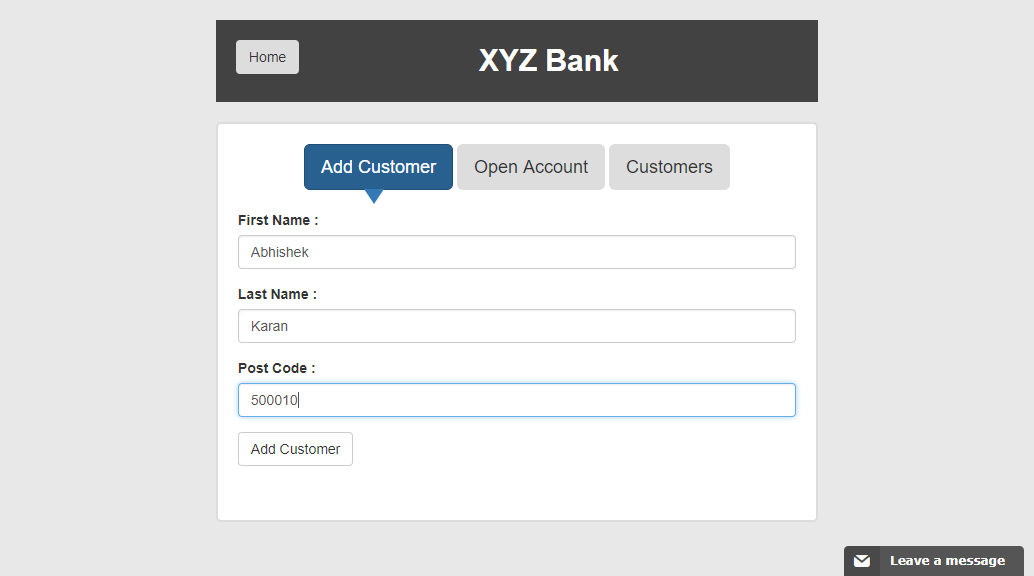 Home
XYZ Bank
Add Customer
Open Account
Customers
First Name :
Abhishek
Last Name :
Karan
Post Code :
500010
Add Customer
Leave a message